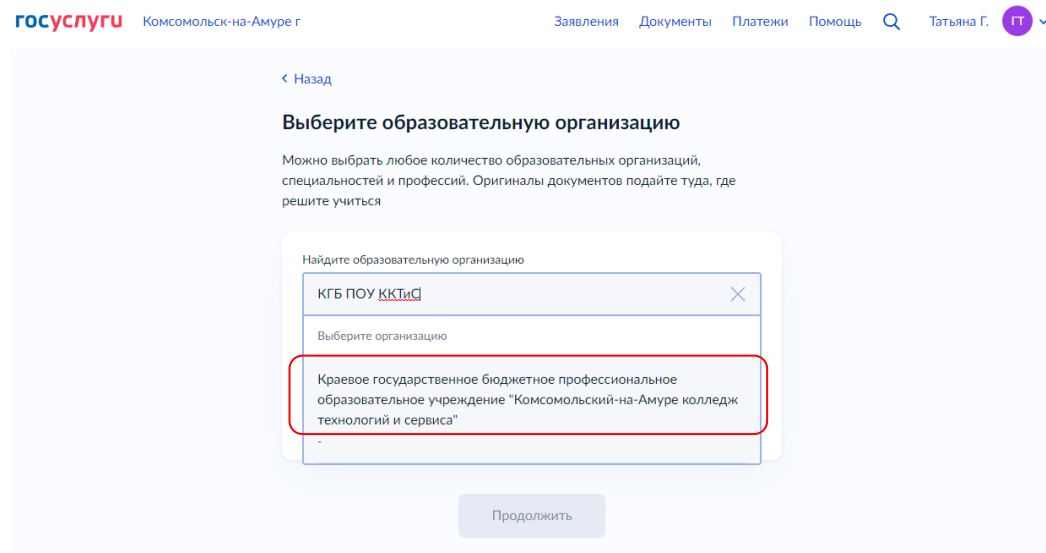 госуслуги Комсомольск-на-Амуре г Заявления Документы Платежи Помощь Татьяна Г. ГТ
Назад
Выберите образовательную организацию
Можно выбрать любое количество образовательных организаций,
специальностей и профессий. Оригиналы документов подайте туда, где
решите учиться
Найдите образовательную организацию
КГБ ПОУ ККТиС
Выберите организацию
Краевое государственное бюджетное профессиональное
образовательное учреждение "Комсомольский-на-Амуре колледж
технологий и сервиса"
-
Продолжить